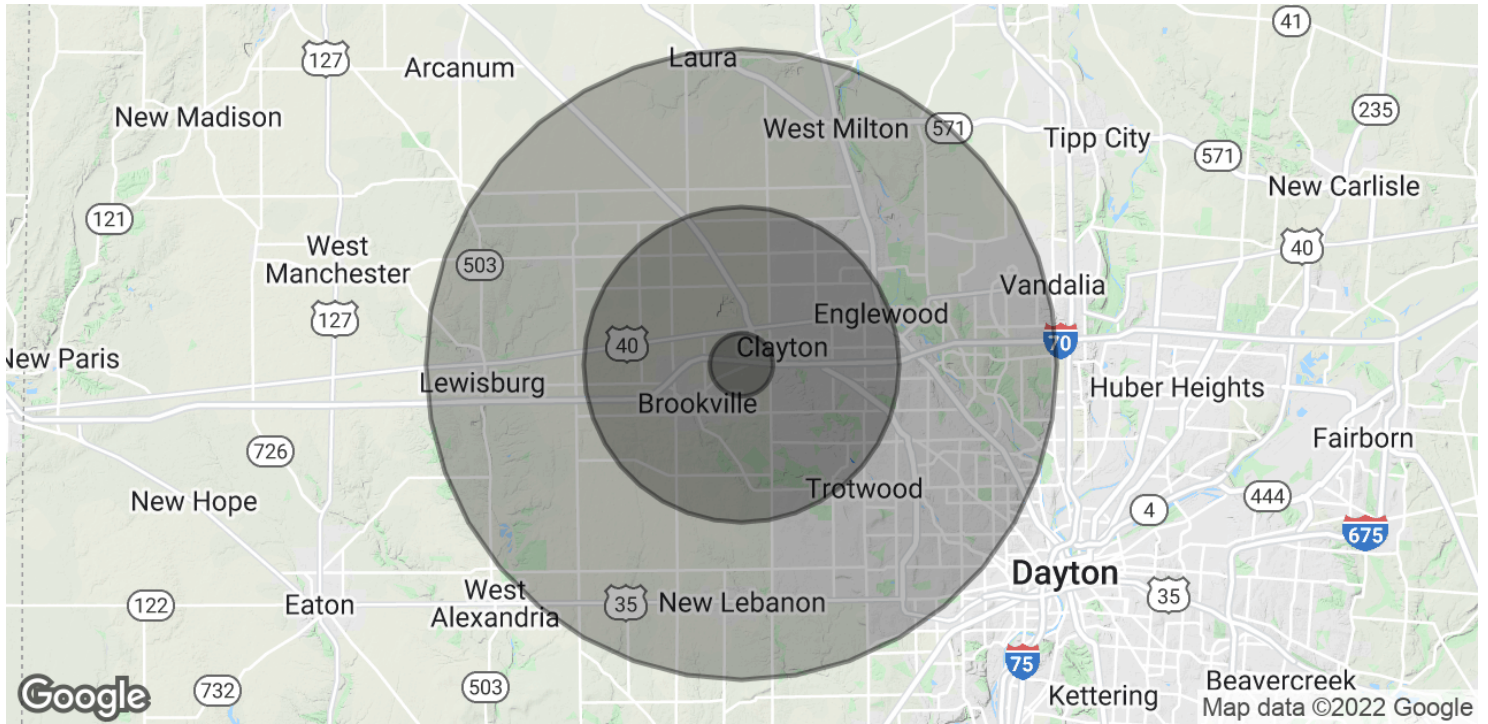 41
127
Laura
Arcanum
235
New Madison
West Milton
571
Tipp City
571
New Carlisle
121
West
Manchester
503
40
Vandalia
127
Englewood
40
Clayton
70
New Paris
Lewisburg
Huber Heights
Brookville
Fairborn
726
Trotwood
New Hope
4
444
675
Dayton
122
Eaton
West
Alexandria
35
New Lebanon
35
75
732
503
Kettering
Beavercreek
Google
Map data ©2022 Google